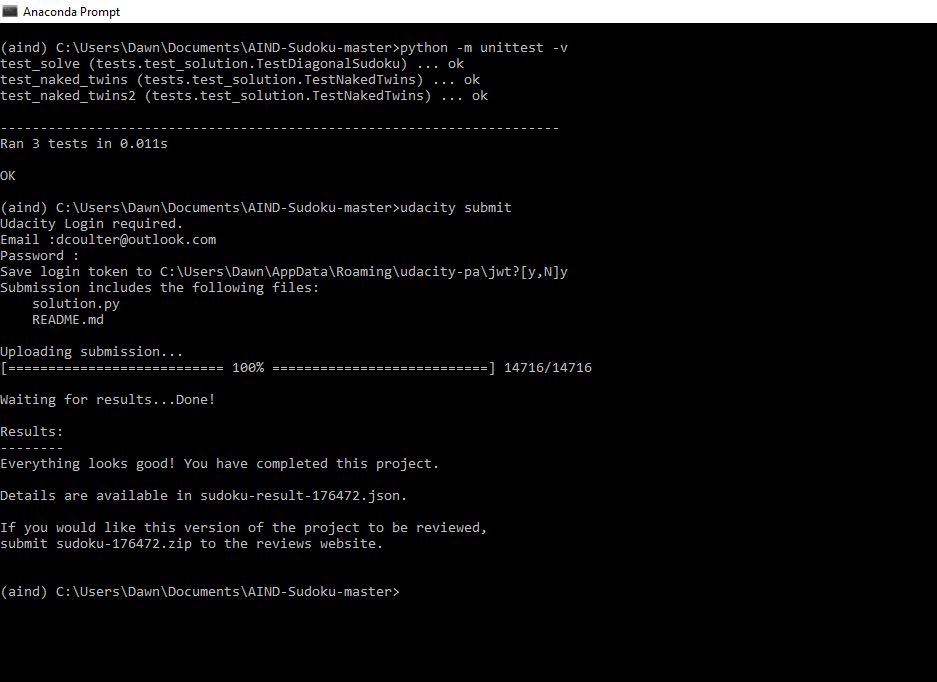 Anaconda Prompt
(aind) C:\Users\Dawn\Documents\AIND-Sudoku-master>python -m unittest -v
test_solve (tests.test_solution.TestDiagonalSudoku) ... ok
test_naked_twins (tests.test_solution.TestNakedTwins) ... ok
test_naked_twins2 (tests.test_solution.TestNakedTwins) ... ok
----------------------------------------------------------------------
Ran 3 tests in 0.011s
OK
(aind) C:\Users\Dawn\Documents\AIND-Sudoku-master>udacity submit
Udacity Login required.
Email :dcoulter@outlook.com
Password :
Save login token to C:\Users\Dawn\AppData\Roaming\udacity-pa\jwt?[y,N]y
Submission includes the following files:
    solution.py
    README.md
Uploading submission...
[=========================== 100% ===========================] 14716/14716
Waiting for results...Done!
Results:
--------
Everything looks good! You have completed this project.
Details are available in sudoku-result-176472.json.
If you would like this version of the project to be reviewed,
submit sudoku-176472.zip to the reviews website.
(aind) C:\Users\Dawn\Documents\AIND-Sudoku-master>